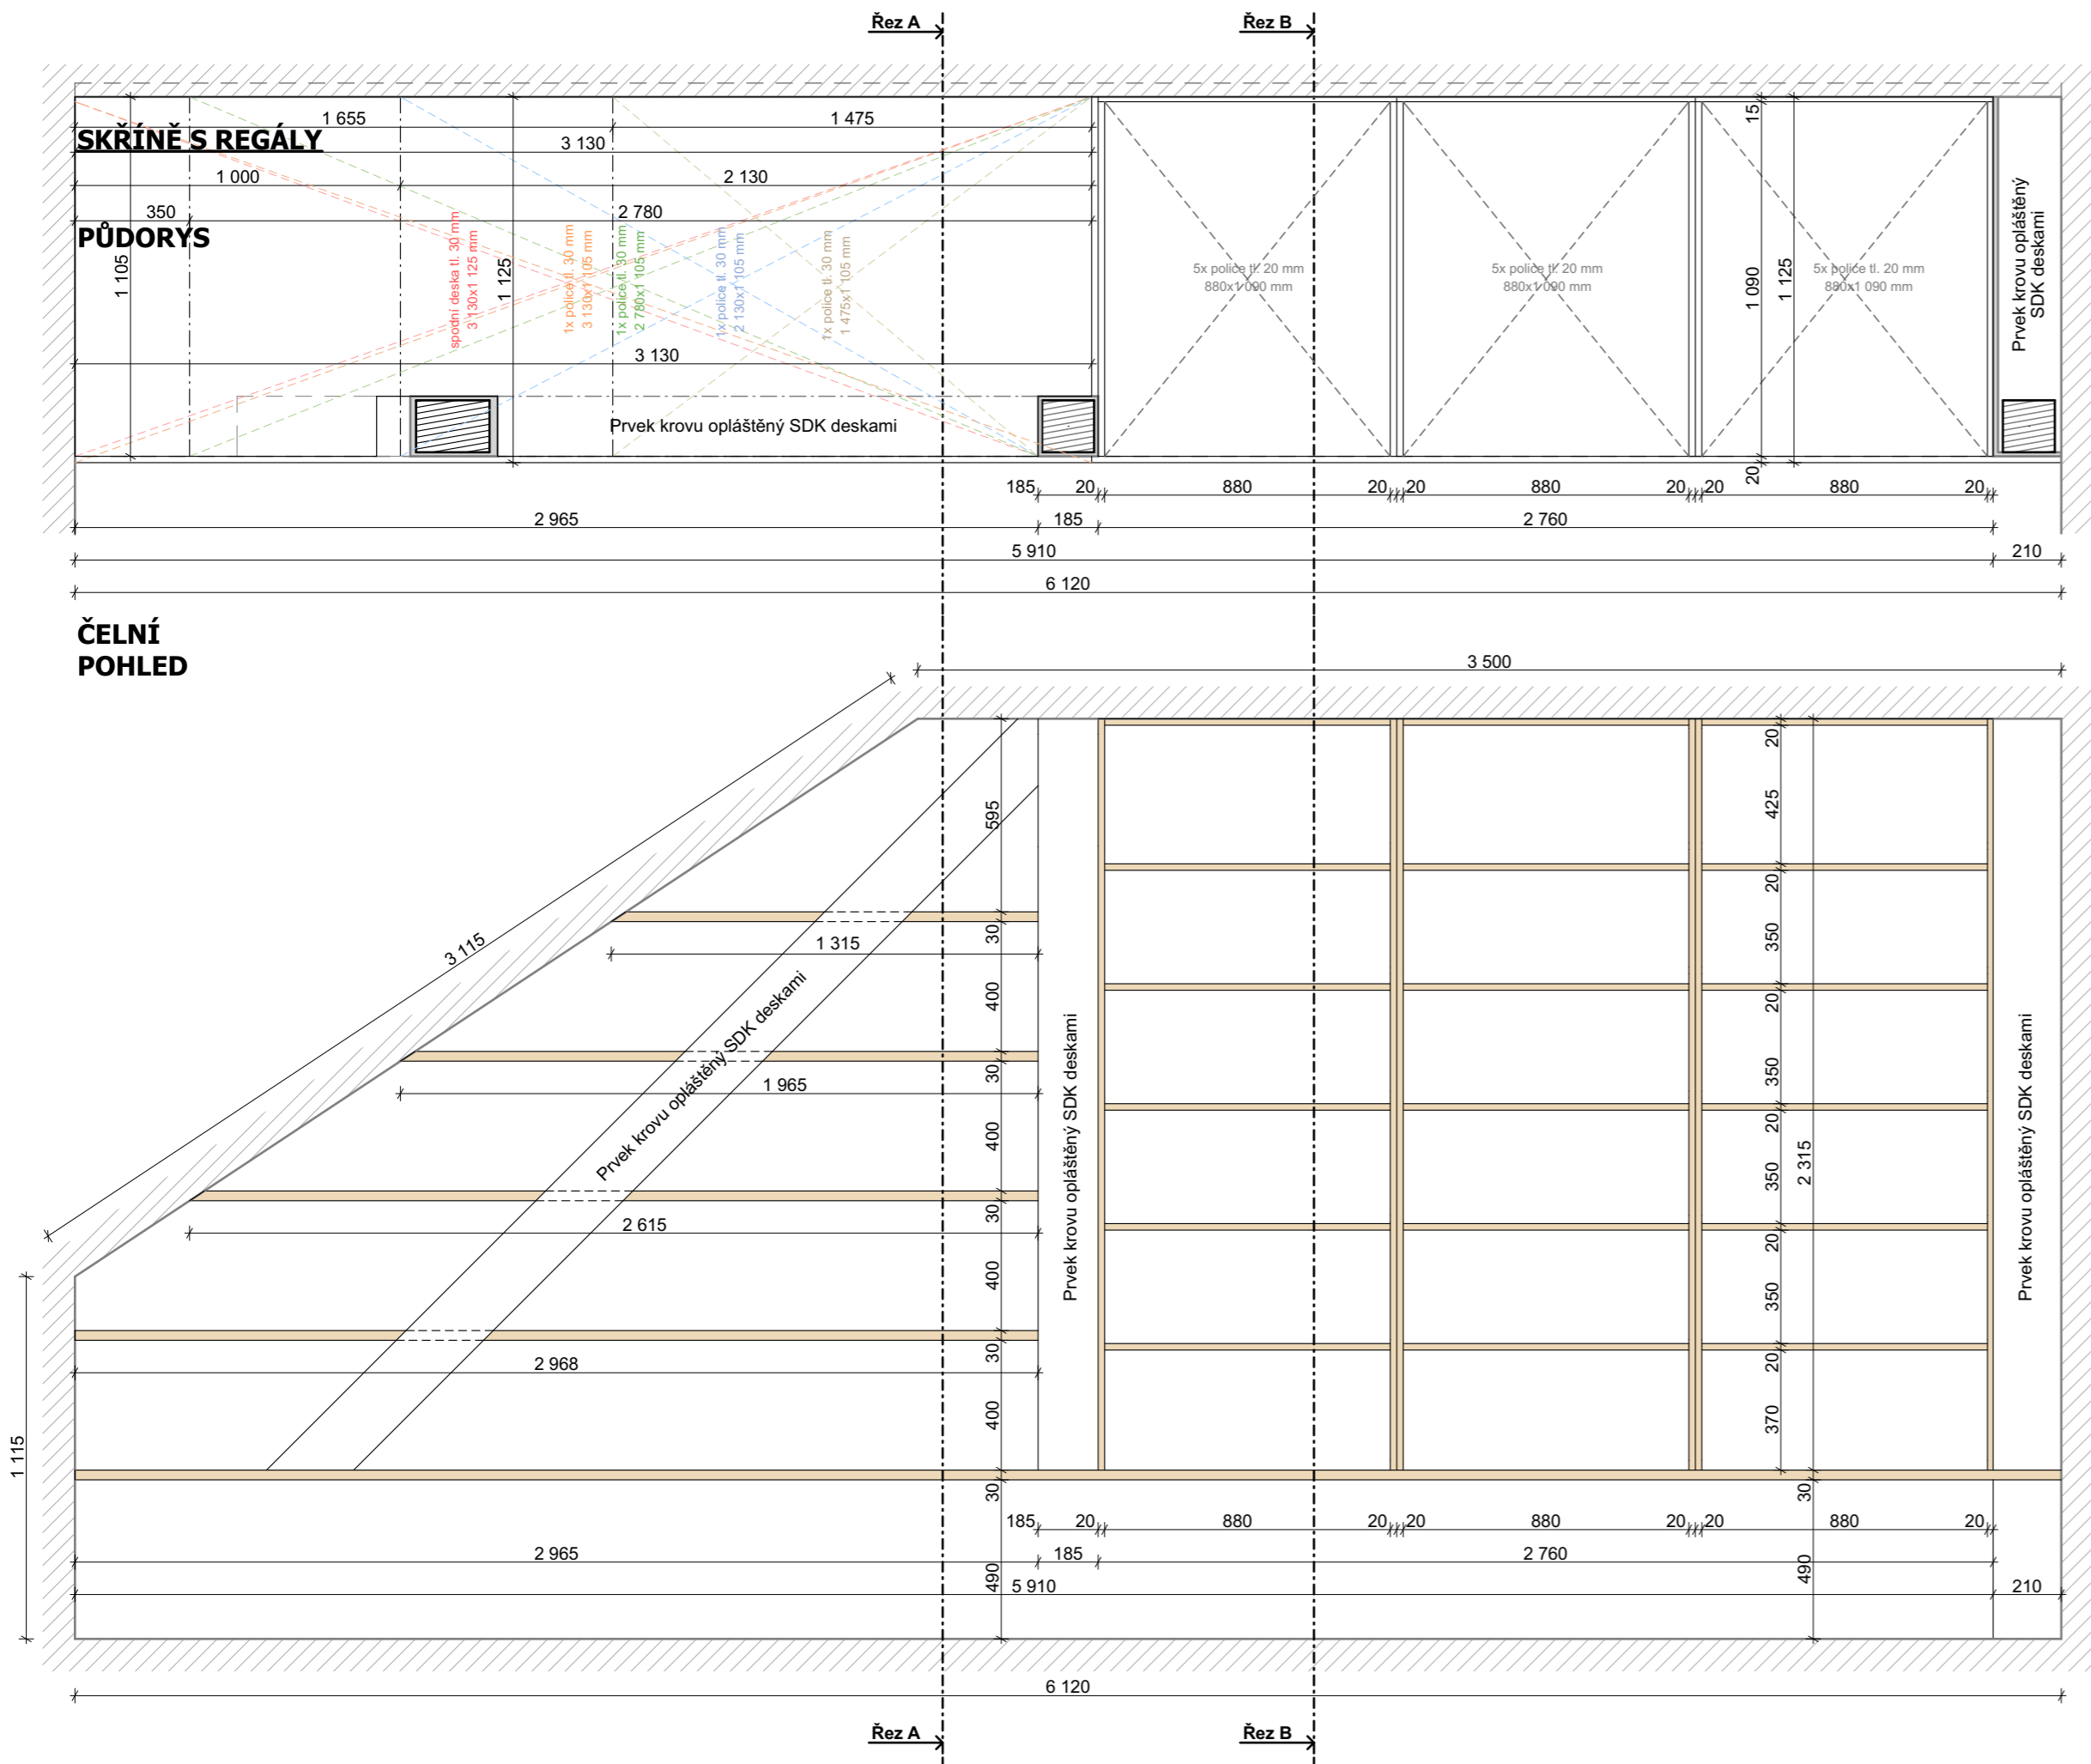 Řez A
Řez B
1 655
1 475
SKŘÍNĚ S REGÁLY
3 130
1 000
2 130
350
2 780
PŮDORYS
1 105
spodní deska tl. 30 mm
3 130x1 125 mm
1 125
1x police tl. 30 mm
3 130x1 105 mm
1x police tl. 30 mm
2 780x1 105 mm
1x police tl. 30 mm
2 130x1 105 mm
1x police tl. 30 mm
1 475x1 105 mm
5x police tl. 20 mm
880x1 090 mm
5x police tl. 20 mm
880x1 090 mm
5x police tl. 20 mm
880x1 090 mm
15
1 090
1 125
20
Prvek krovu opláštěný
SDK deskami
3 130
Prvek krovu opláštěný SDK deskami
185
20
880
20
20
880
20
20
880
20
2 965
185
2 760
5 910
210
6 120
ČELNÍ
POHLED
3 500
3 115
595
30
1 315
400
30
1 965
400
30
2 615
400
30
2 968
400
30
490
1 115
Prvek krovu opláštěný SDK deskami
Prvek krovu opláštěný SDK deskami
20
425
20
350
20
350
20
350
20
350
20
370
2 315
30
490
Prvek krovu opláštěný SDK deskami
185
20
880
20
20
880
20
20
880
20
2 965
185
2 760
5 910
210
6 120
Řez A
Řez B